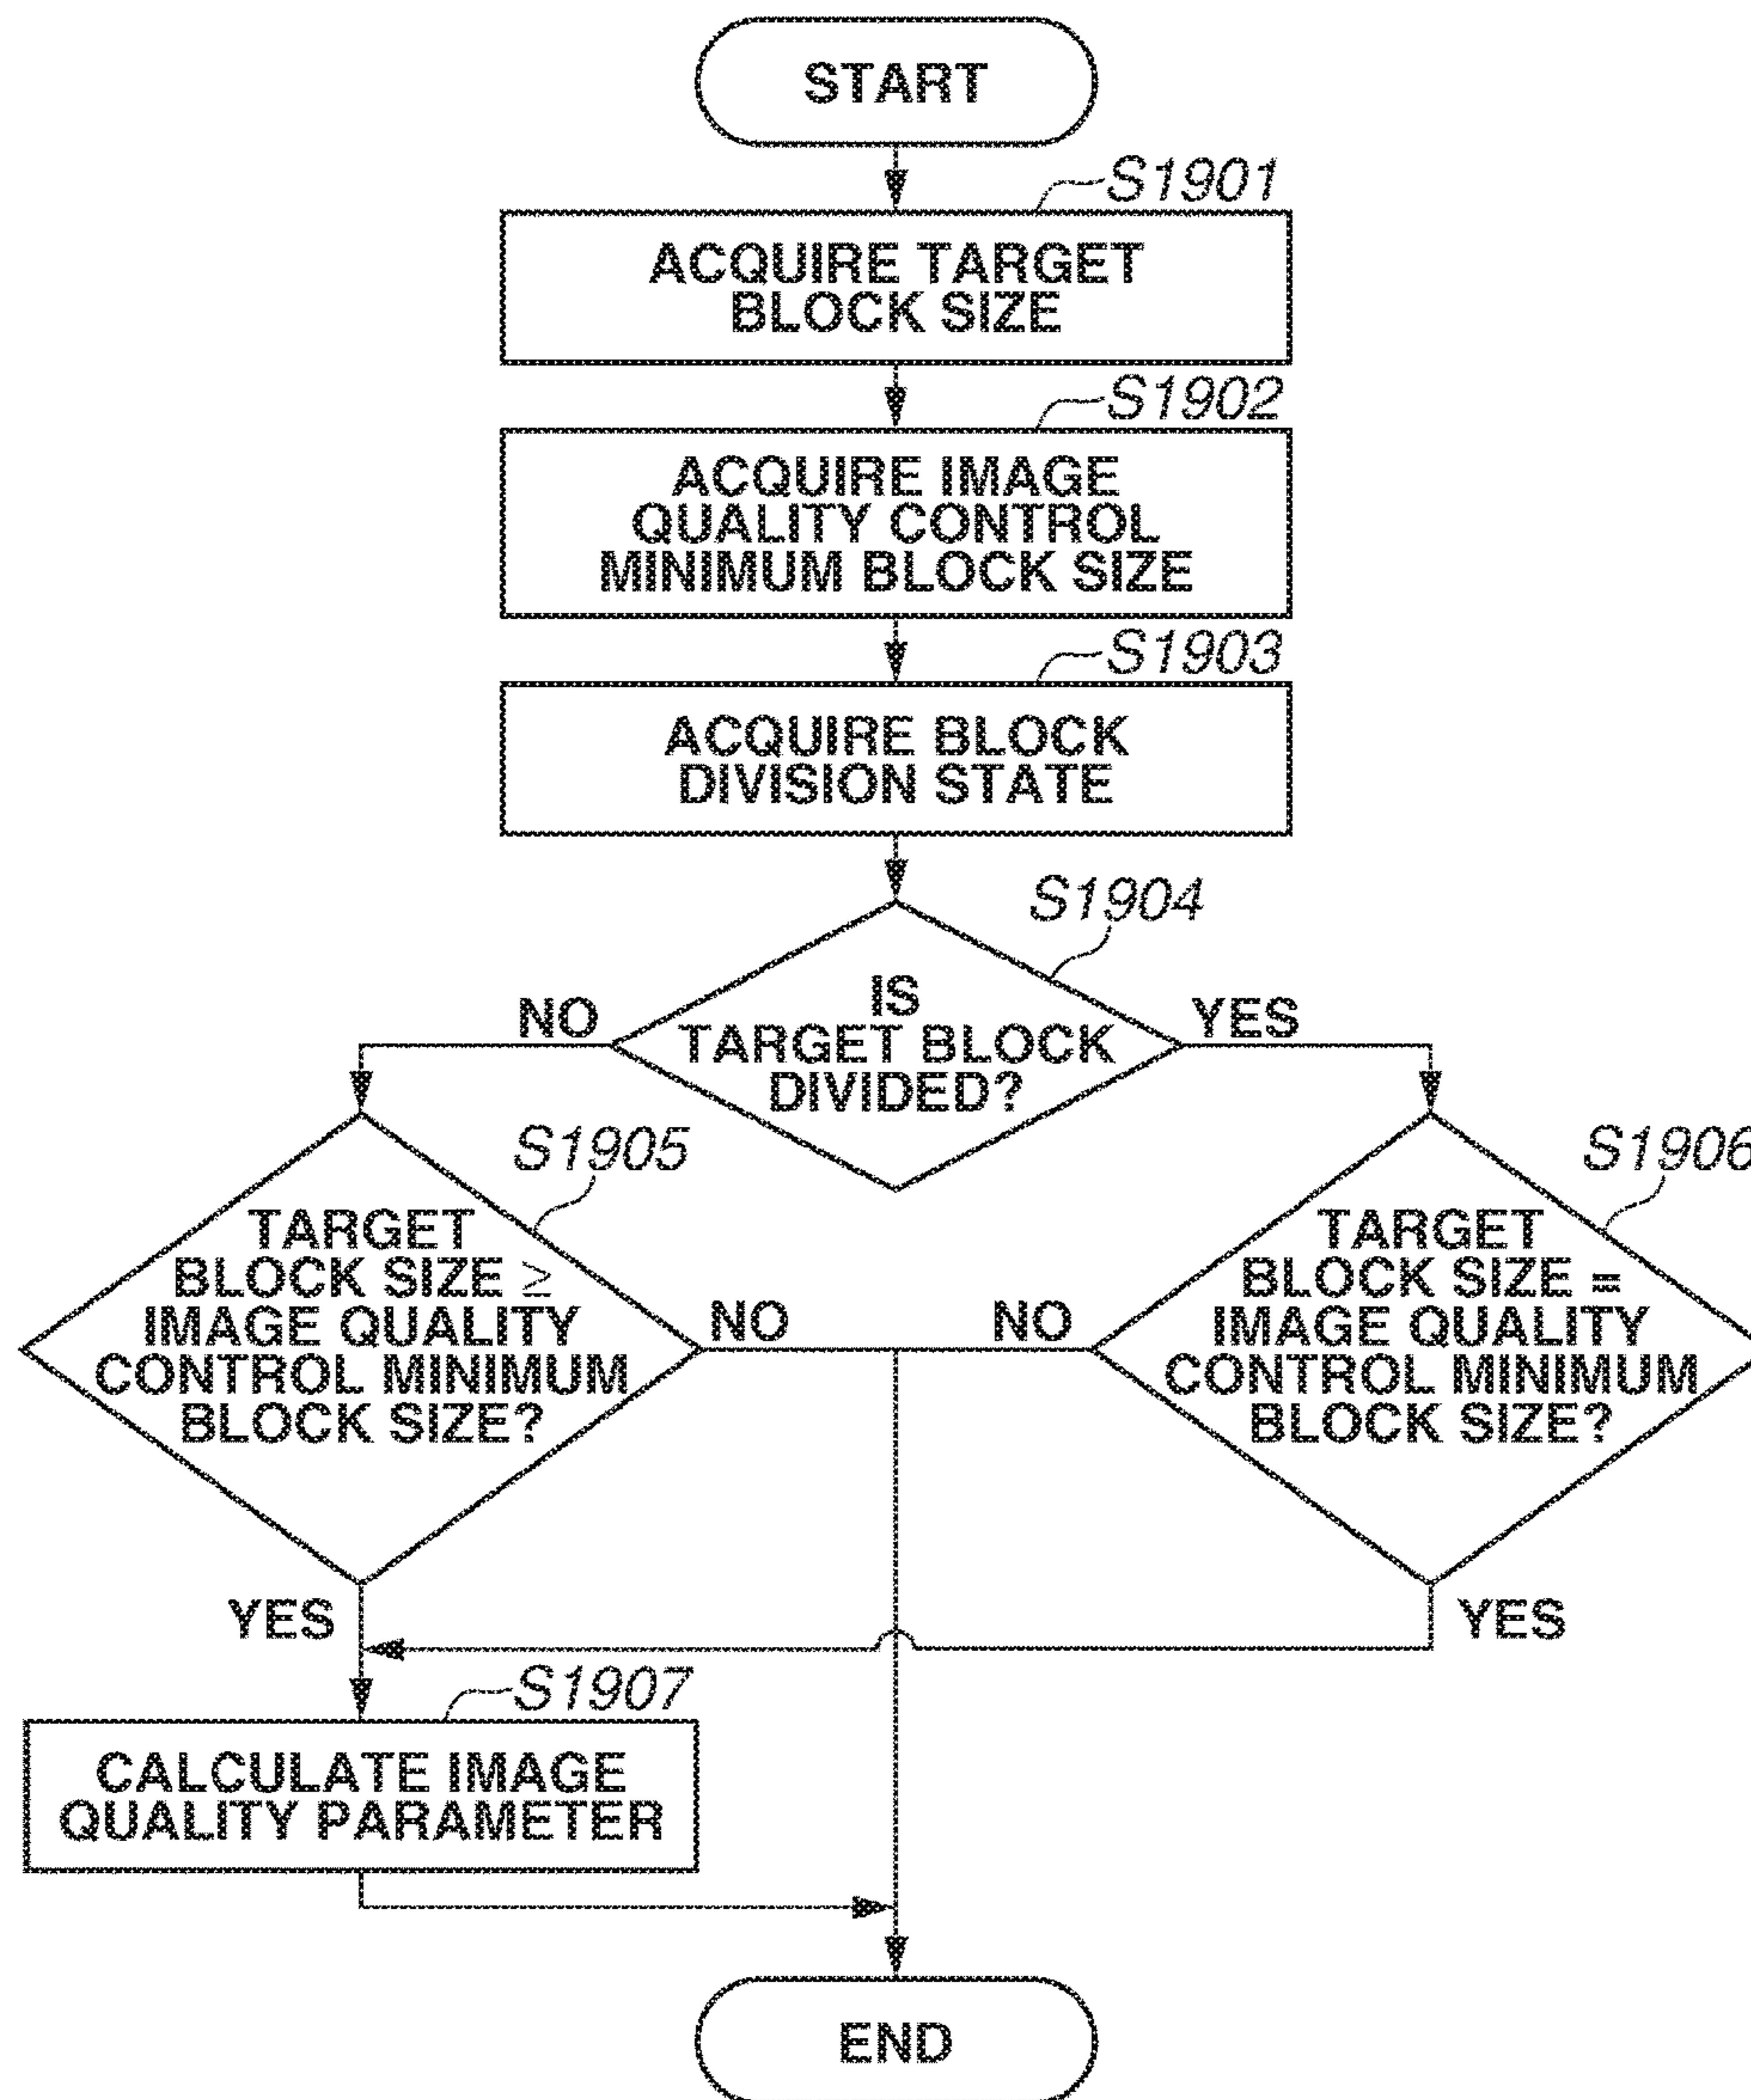 START
S1901
ACQUIRE TARGET
BLOCK SIZE
S1902
ACQUIRE IMAGE
QUALITY CONTROL
MINIMUM BLOCK SIZE
S1903
ACQUIRE BLOCK
DIVISION STATE
S1904
IS
TARGET BLOCK
DIVIDED?
NO
YES
S1905
TARGET
BLOCK SIZE ≥
IMAGE QUALITY
CONTROL MINIMUM
BLOCK SIZE?
NO
YES
S1906
TARGET
BLOCK SIZE =
IMAGE QUALITY
CONTROL MINIMUM
BLOCK SIZE?
NO
YES
S1907
CALCULATE IMAGE
QUALITY PARAMETER
END